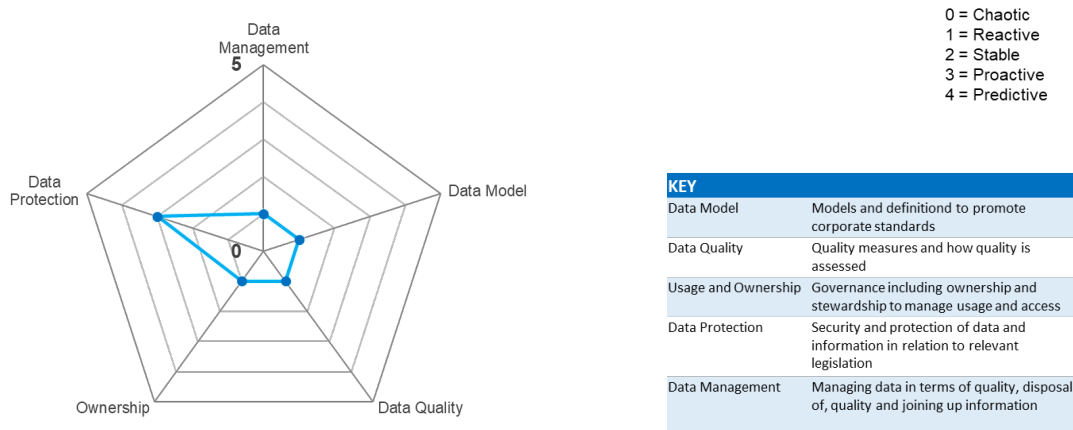 Data
Management
5
Data Model
Data Quality
Ownership
Data
Protection
0
0 = Chaotic
1 = Reactive
2 = Stable
3 = Proactive
4 = Predictive
KEY
Data Model Models and definitiond to promote
corporate standards
Data Quality Quality measures and how quality is
assessed
Usage and Ownership Governance including ownership and
stewardship to manage usage and access
Data Protection Security and protection of data and
information in relation to relevant
legislation
Data Management Managing data in terms of quality, disposal
of, quality and joining up information